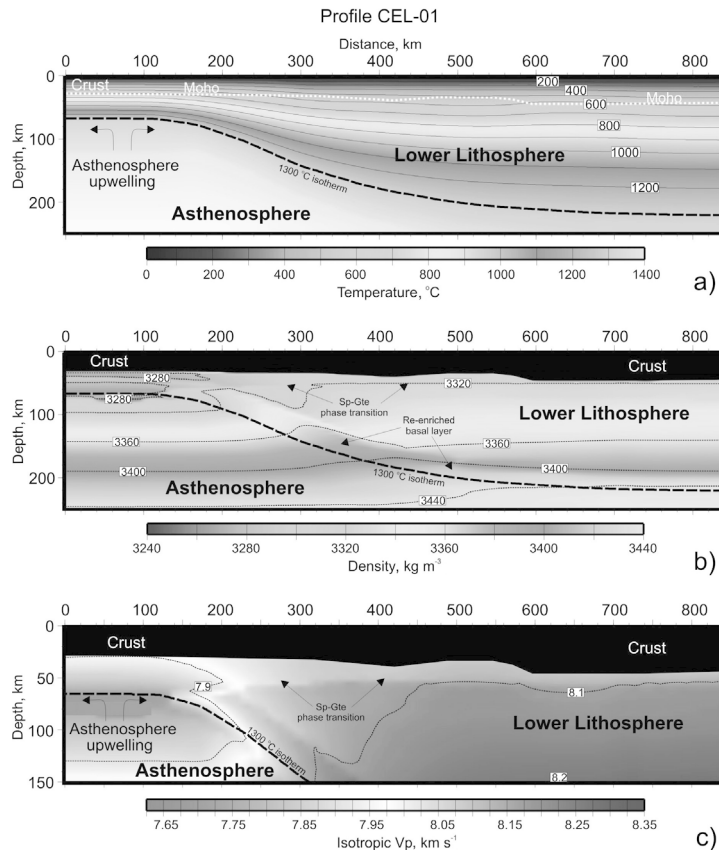 Profile CEL-01
Distance, km
0 100 200 300 400 500 600 700 800
0
100
200
Depth, km
Crust
Moho
Moho
200
400
600
800
1000
1200
Lower Lithosphere
Asthenosphere
upwelling
1300 °C isotherm
Asthenosphere
0 200 400 600 800 1000 1200 1400
Temperature, °C
a)
0 100 200 300 400 500 600 700 800
0
100
200
Depth, km
Crust
Crust
3280
3280
3320
Sp-Gte
phase transition
Lower Lithosphere
Re-enriched
basal layer
3360
3360
3400
3400
1300 °C isotherm
Asthenosphere
3440
3240 3280 3320 3360 3400 3440
Density, kg m⁻³
b)
0 100 200 300 400 500 600 700 800
0
50
100
150
Depth, km
Crust
Crust
7.9
8.1
Sp-Gte
phase transition
Asthenosphere
upwelling
Lower Lithosphere
1300 °C isotherm
Asthenosphere
8.2
7.65 7.75 7.85 7.95 8.05 8.15 8.25 8.35
Isotropic Vp, km s⁻¹
c)